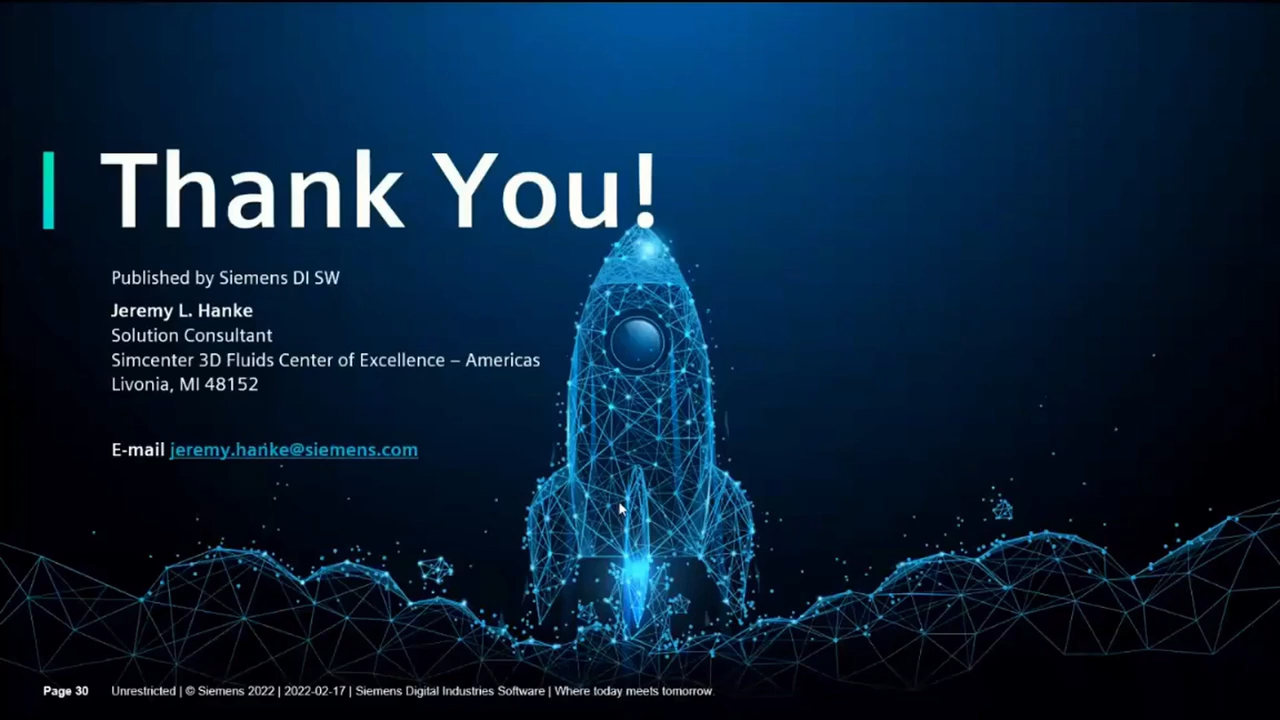 Thank You!
Published by Siemens DI SW
Jeremy L. Hanke
Solution Consultant
Simcenter 3D Fluids Center of Excellence – Americas
Livonia, MI 48152
E-mail jeremy.hanke@siemens.com
Page 30 Unrestricted | © Siemens 2022 | 2022-02-17 | Siemens Digital Industries Software | Where today meets tomorrow.